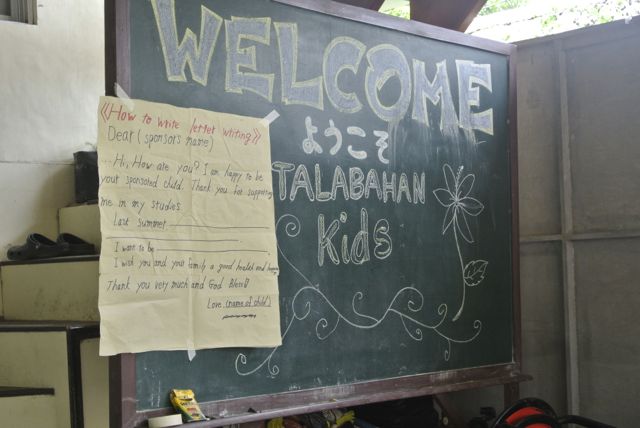 WELCOME
ようこそ
TALABAHAN
Kids
《How to write letter writing》
Dear (sponsor's name)
...Hi, How are you? I am happy to be
your sponsored child. Thank you for supporting
me in my studies
Last summer
I want to be
I wish you and your family a good health and
Thank you very much and God Bless!
Love, (name of child)